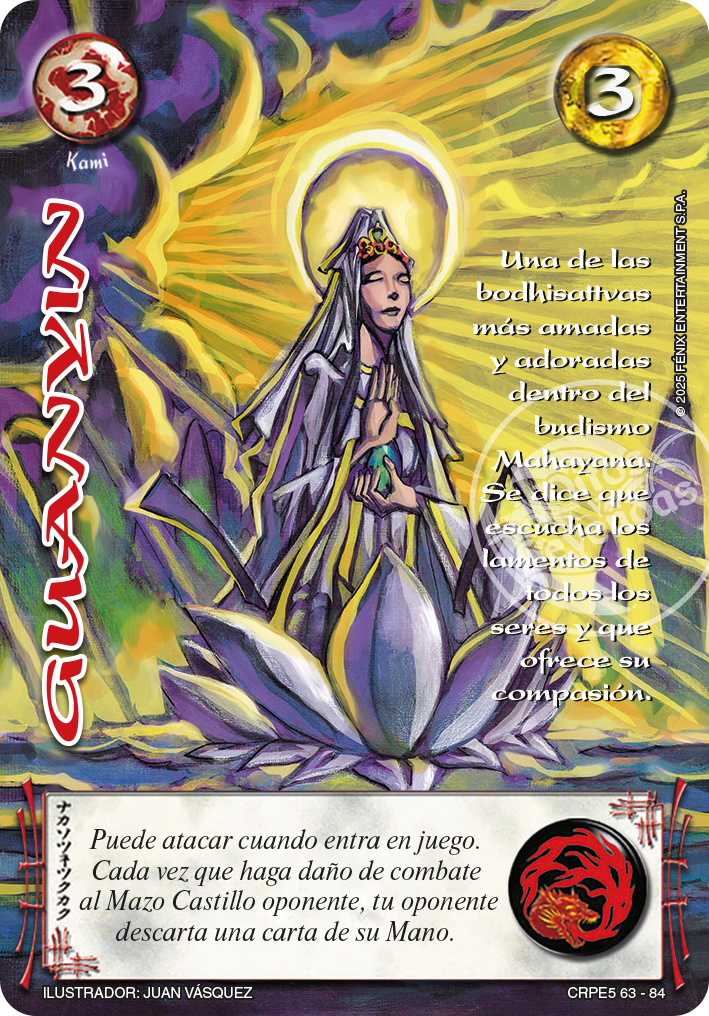 3
3
Kami
GUANYIN
Una de las
bodhisattvas
más amadas
y adoradas
dentro del
budismo
Mahayana.
Se dice que
escucha los
lamentos de
todos los
seres y que
ofrece su
compasión.
© 2025 FÉNIX ENTERTAINMENT S.P.A.
Puede atacar cuando entra en juego.
Cada vez que haga daño de combate
al Mazo Castillo oponente, tu oponente
descarta una carta de su Mano.
ナカソツネツクカク
ILUSTRADOR: JUAN VÁSQUEZ
CRPE5 63 - 84